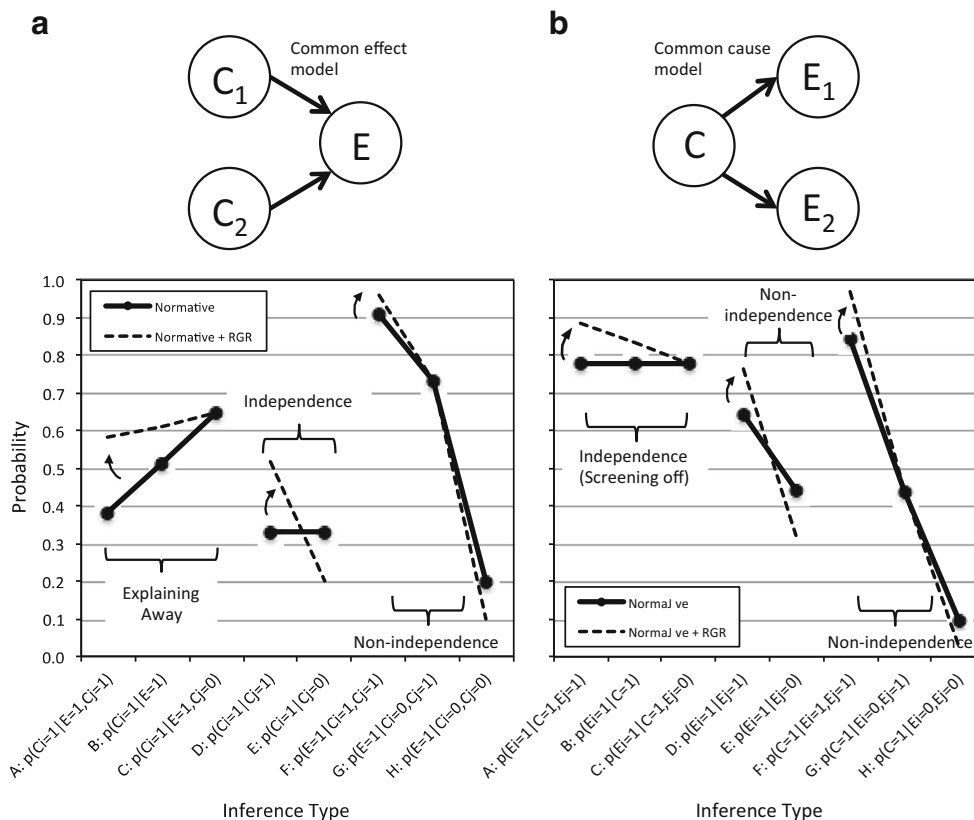 a
Common effect
model
C1
E
C2
1.0
0.9
0.8
0.7
0.6
0.5
0.4
0.3
0.2
0.1
0.0
Probability
Normative
Normative + RGR
Independence
Explaining
Away
Non-independence
A: p(Ci=1|E=1,Cj=1)
B: p(Ci=1|E=1)
C: p(Ci=1|E=1,Cj=0)
D: p(Ci=1|Cj=1)
E: p(Ci=1|Cj=0)
F: p(E=1|Ci=1,Cj=1)
G: p(E=1|Ci=0,Cj=1)
H: p(E=1|Ci=0,Cj=0)
Inference Type
b
Common cause
model
E1
C
E2
Non-
independence
Independence
(Screening off)
NormaJ ve
NormaJ ve + RGR
Non-independence
A: p(Ei=1|C=1,Ej=1)
B: p(Ei=1|C=1)
C: p(Ei=1|C=1,Ej=0)
D: p(Ei=1|Ej=1)
E: p(Ei=1|Ej=0)
F: p(C=1|Ei=1,Ej=1)
G: p(C=1|Ei=0,Ej=1)
H: p(C=1|Ei=0,Ej=0)
Inference Type